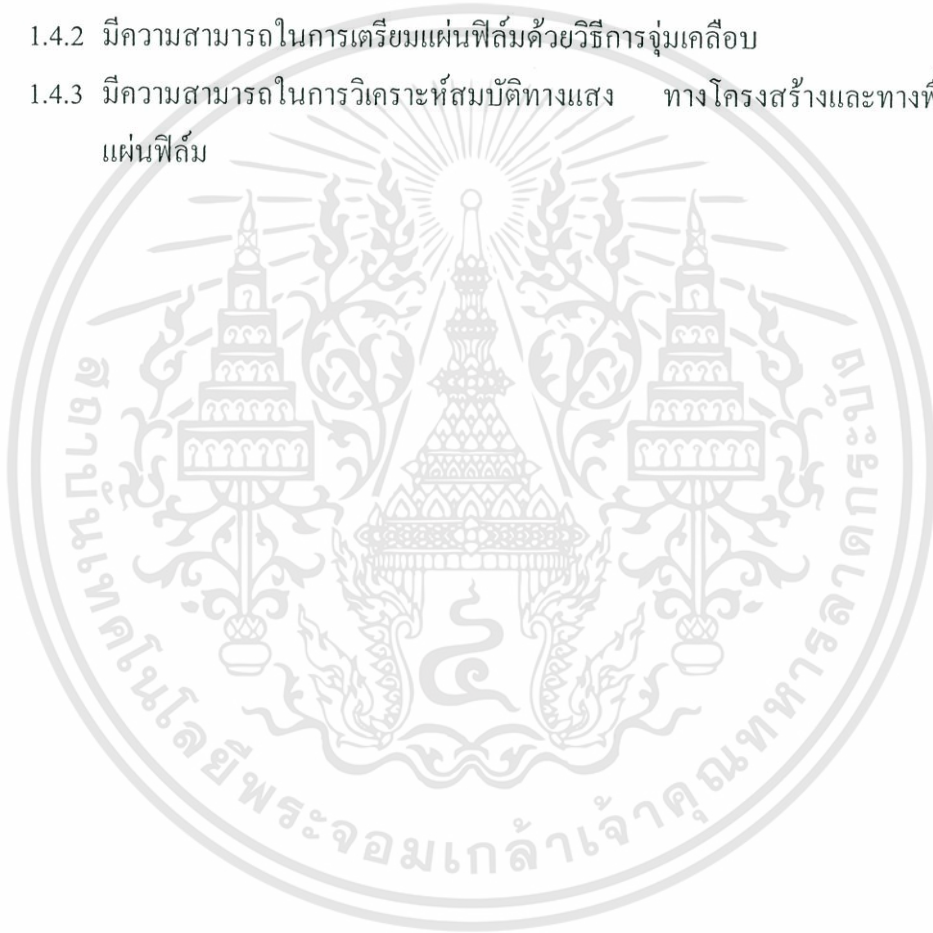 1.4.2 มีความสามารถในการเตรียมแผ่นฟิล์มด้วยวิธีการจุ่มเคลือบ
1.4.3 มีความสามารถในการวิเคราะห์สมบัติทางแสง ทางโครงสร้างและทาง
แผ่นฟิล์ม
สถาบันเทคโนโลยีพระจอมเกล้าเจ้าคุณทหารลาดกระบัง